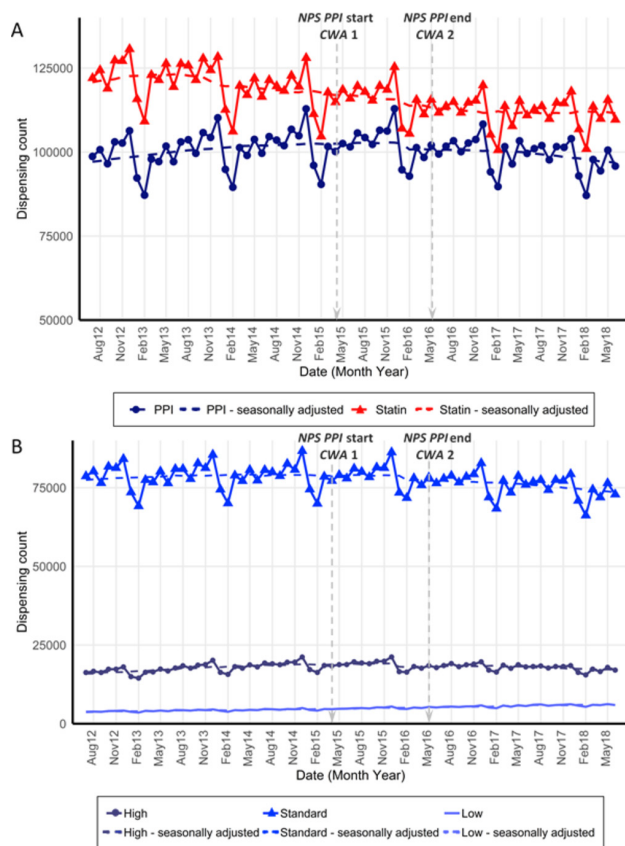 A
NPS PPI start
CWA 1
NPS PPI end
CWA 2
Dispensing count
125000
100000
75000
50000
Aug12
Nov12
Feb13
May13
Aug13
Nov13
Feb14
May14
Aug14
Nov14
Feb15
May15
Aug15
Nov15
Feb16
May16
Aug16
Nov16
Feb17
May17
Aug17
Nov17
Feb18
May18
Date (Month Year)
PPI PPI - seasonally adjusted Statin Statin - seasonally adjusted
B
NPS PPI start
CWA 1
NPS PPI end
CWA 2
Dispensing count
75000
50000
25000
0
Aug12
Nov12
Feb13
May13
Aug13
Nov13
Feb14
May14
Aug14
Nov14
Feb15
May15
Aug15
Nov15
Feb16
May16
Aug16
Nov16
Feb17
May17
Aug17
Nov17
Feb18
May18
Date (Month Year)
High Standard Low
High - seasonally adjusted Standard - seasonally adjusted Low - seasonally adjusted